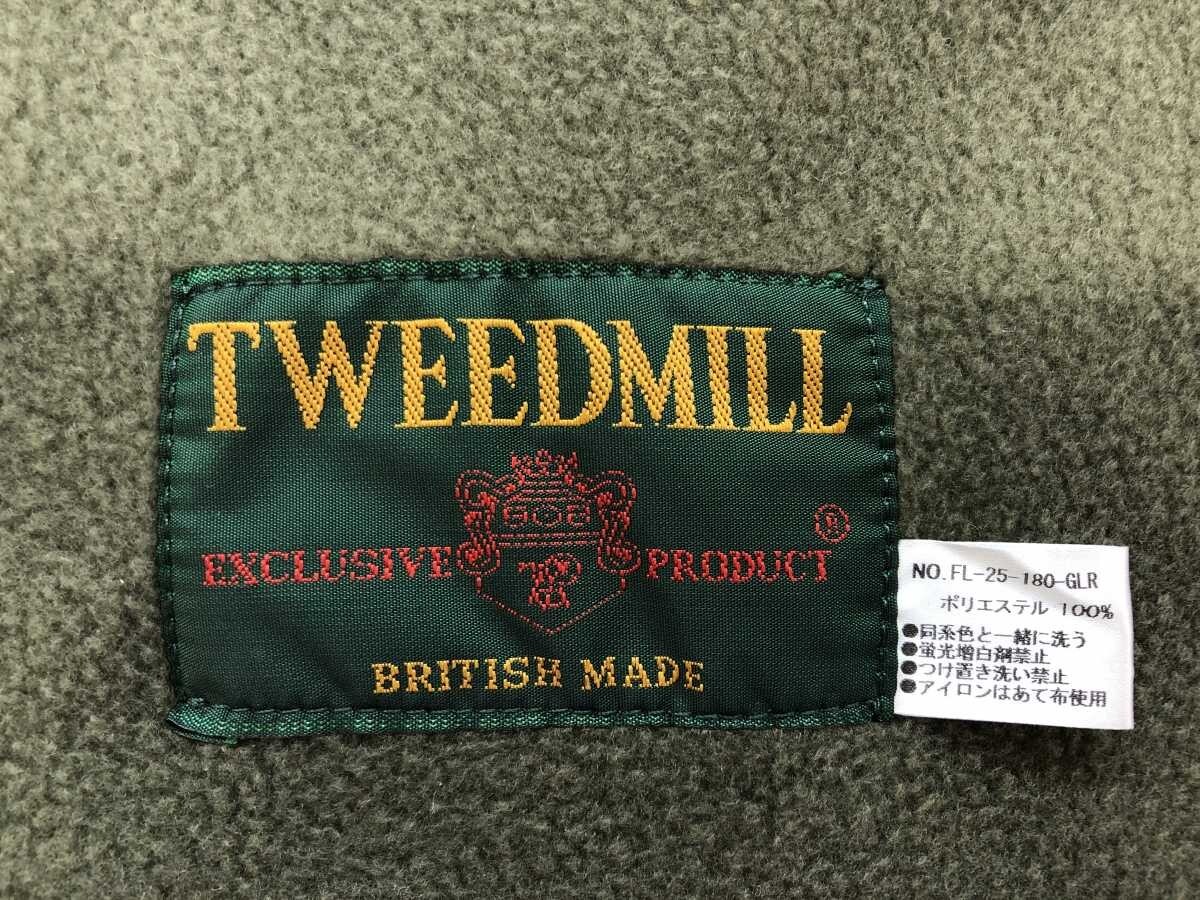 TWEEDMILL
EXCLUSIVE PRODUCT ®
BRITISH MADE
NO.FL-25-180-GLR
ポリエステル 100%
●同系色と一緒に洗う
●蛍光増白剤禁止
●つけ置き洗い禁止
●アイロンはあて布使用